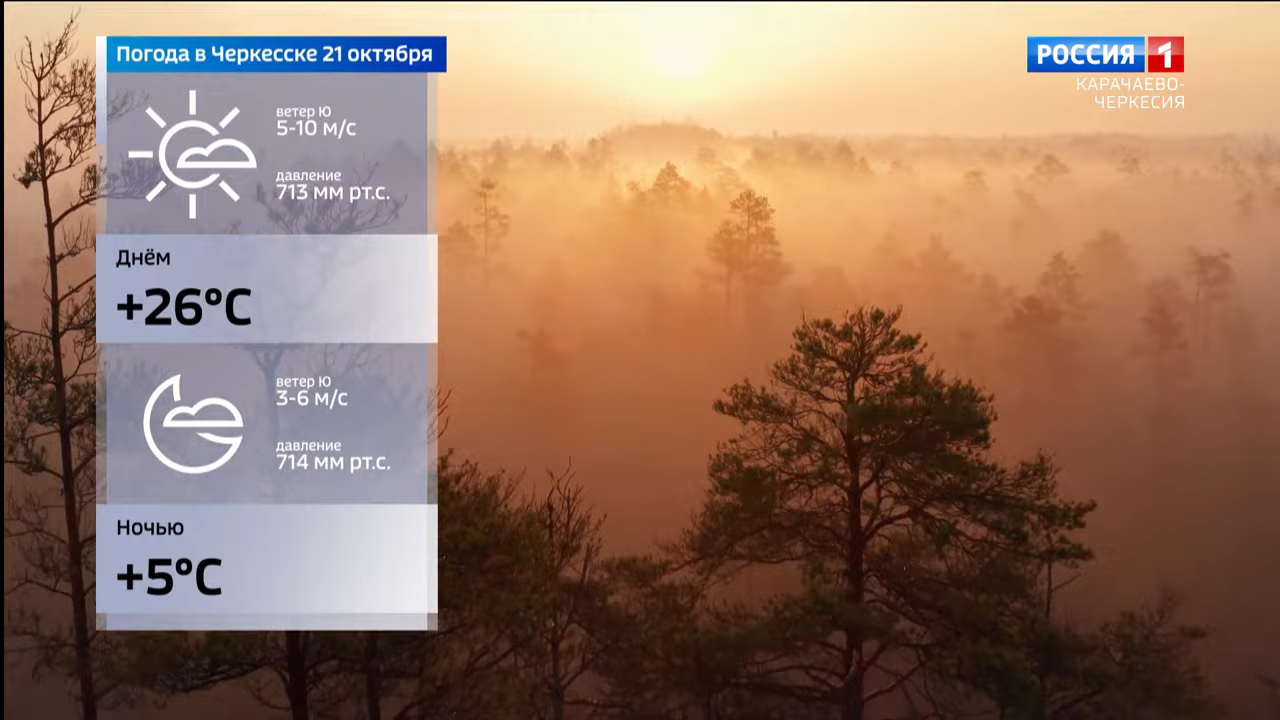 Погода в Черкесске 21 октября
РОССИЯ 1
КАРАЧАЕВО-
ЧЕРКЕСИЯ
ветер Ю
5-10 м/с
давление
713 мм рт.с.
Днём
+26°C
ветер Ю
3-6 м/с
давление
714 мм рт.с.
Ночью
+5°C